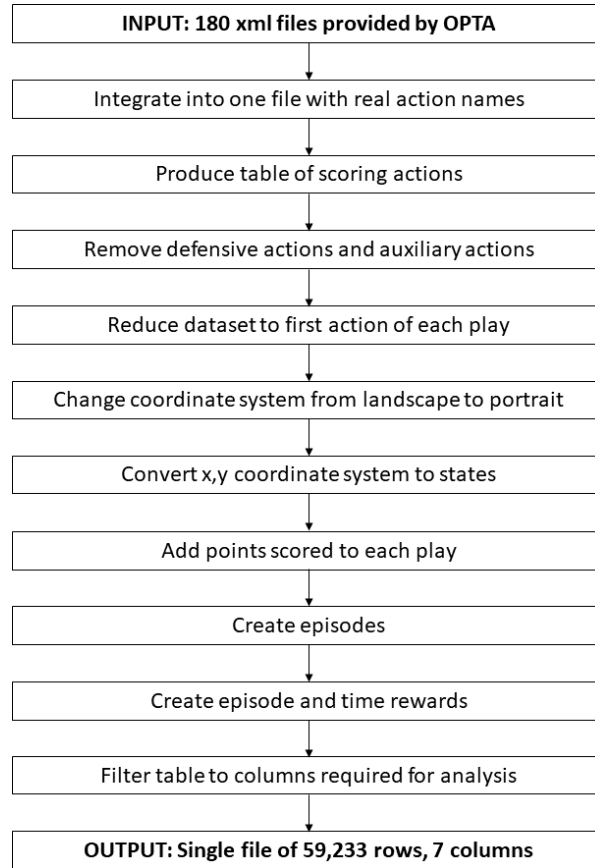 INPUT: 180 xml files provided by OPTA
Integrate into one file with real action names
Produce table of scoring actions
Remove defensive actions and auxiliary actions
Reduce dataset to first action of each play
Change coordinate system from landscape to portrait
Convert x,y coordinate system to states
Add points scored to each play
Create episodes
Create episode and time rewards
Filter table to columns required for analysis
OUTPUT: Single file of 59,233 rows, 7 columns